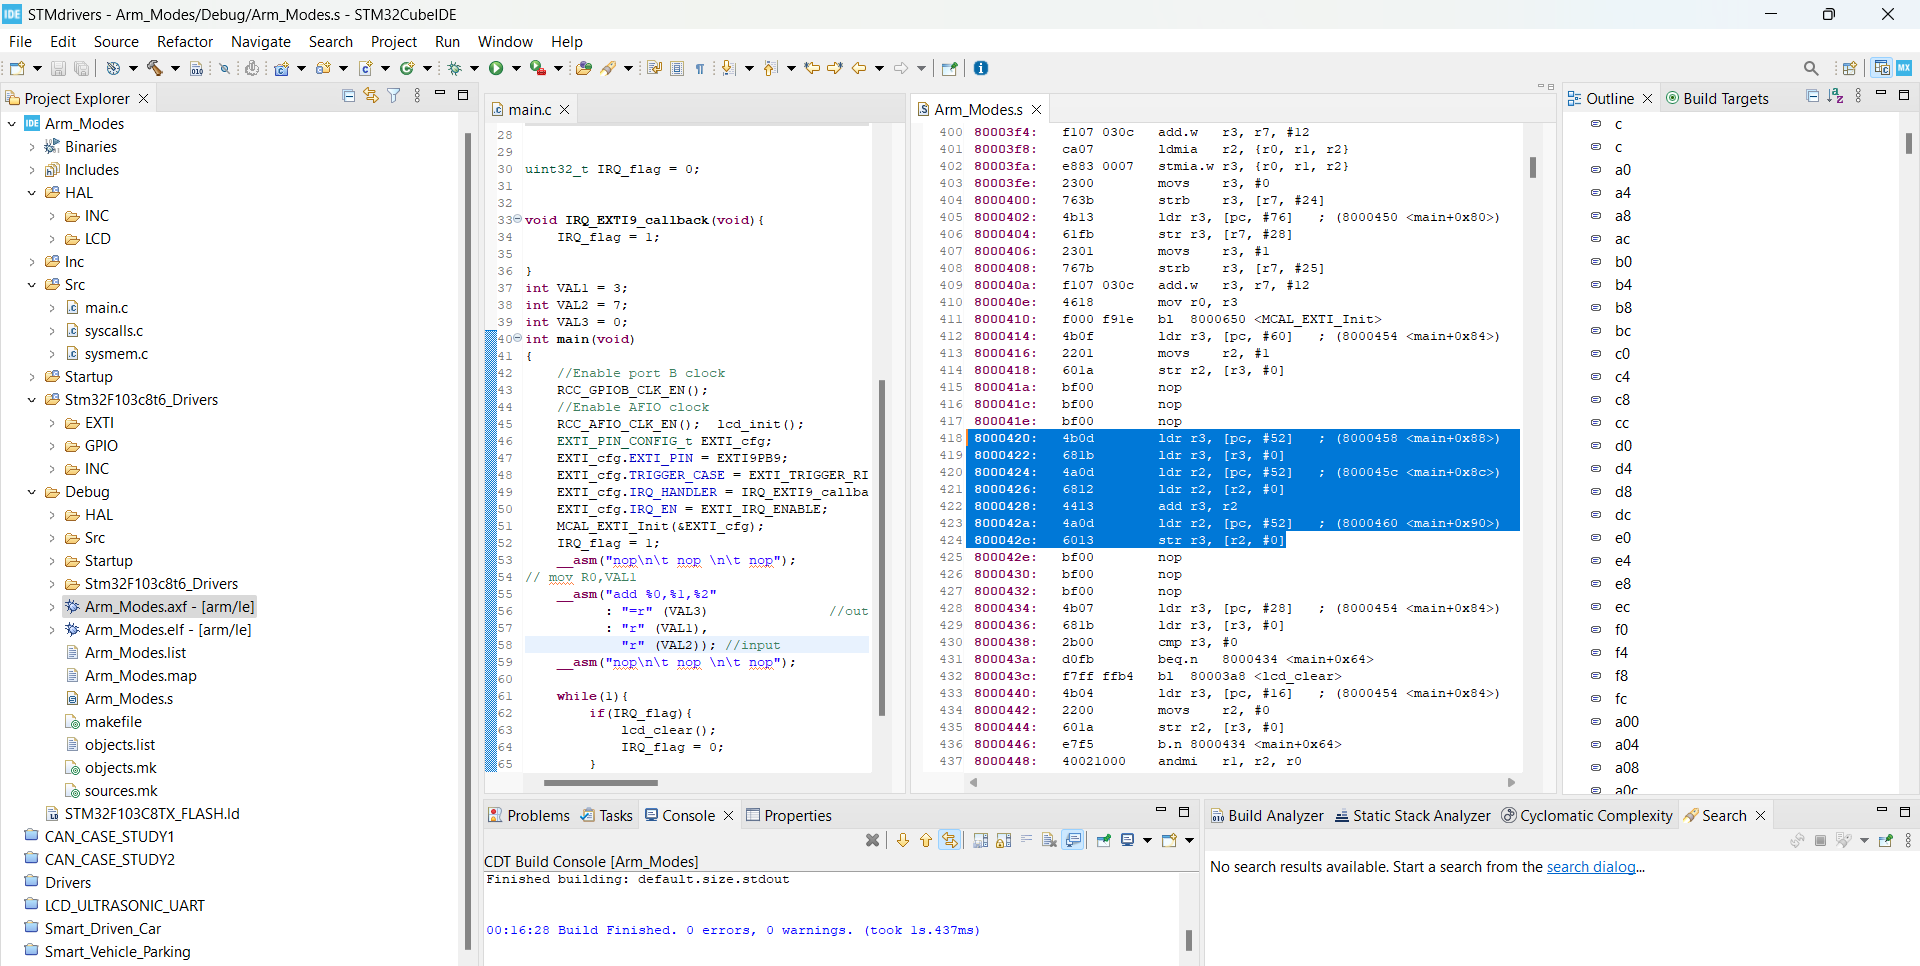 STMdrivers - Arm_Modes/Debug/Arm_Modes.s - STM32CubeIDE
File Edit Source Refactor Navigate Search Project Run Window Help
Project Explorer
Arm_Modes
Binaries
Includes
HAL
INC
LCD
Inc
Src
main.c
syscalls.c
sysmem.c
Startup
Stm32F103c8t6_Drivers
EXTI
GPIO
INC
Debug
HAL
Src
Startup
Stm32F103c8t6_Drivers
Arm_Modes.axf - [arm/le]
Arm_Modes.elf - [arm/le]
Arm_Modes.list
Arm_Modes.map
Arm_Modes.s
makefile
objects.list
objects.mk
sources.mk
STM32F103C8TX_FLASH.ld
CAN_CASE_STUDY1
CAN_CASE_STUDY2
Drivers
LCD_ULTRASONIC_UART
Smart_Driven_Car
Smart_Vehicle_Parking
main.c
28
29
30 uint32_t IRQ_flag = 0;
31
32
33 void IRQ_EXTI9_callback(void){
34 IRQ_flag = 1;
35
36 }
37 int VAL1 = 3;
38 int VAL2 = 7;
39 int VAL3 = 0;
40 int main(void)
41 {
42 //Enable port B clock
43 RCC_GPIOB_CLK_EN();
44 //Enable AFIO clock
45 RCC_AFIO_CLK_EN(); lcd_init();
46 EXTI_PIN_CONFIG_t EXTI_cfg;
47 EXTI_cfg.EXTI_PIN = EXTI9PB9;
48 EXTI_cfg.TRIGGER_CASE = EXTI_TRIGGER_RI
49 EXTI_cfg.IRQ_HANDLER = IRQ_EXTI9_callba
50 EXTI_cfg.IRQ_EN = EXTI_IRQ_ENABLE;
51 MCAL_EXTI_Init(&EXTI_cfg);
52 IRQ_flag = 1;
53 __asm("nop\n\t nop \n\t nop");
54 // mov R0,VAL1
55 __asm("add %0,%1,%2"
56 : "=r" (VAL3) //out
57 : "r" (VAL1),
58 "r" (VAL2)); //input
59 __asm("nop\n\t nop \n\t nop");
60
61 while(1){
62 if(IRQ_flag){
63 lcd_clear();
64 IRQ_flag = 0;
65 }
Arm_Modes.s
400 80003f4: f107 030c add.w r3, r7, #12
401 80003f8: ca07 ldmia r2, {r0, r1, r2}
402 80003fa: e883 0007 stmia.w r3, {r0, r1, r2}
403 80003fe: 2300 movs r3, #0
404 8000400: 763b strb r3, [r7, #24]
405 8000402: 4b13 ldr r3, [pc, #76] ; (8000450 <main+0x80>)
406 8000404: 61fb str r3, [r7, #28]
407 8000406: 2301 movs r3, #1
408 8000408: 767b strb r3, [r7, #25]
409 800040a: f107 030c add.w r3, r7, #12
410 800040e: 4618 mov r0, r3
411 8000410: f000 f91e bl 8000650 <MCAL_EXTI_Init>
412 8000414: 4b0f ldr r3, [pc, #60] ; (8000454 <main+0x84>)
413 8000416: 2201 movs r2, #1
414 8000418: 601a str r2, [r3, #0]
415 800041a: bf00 nop
416 800041c: bf00 nop
417 800041e: bf00 nop
418 8000420: 4b0d ldr r3, [pc, #52] ; (8000458 <main+0x88>)
419 8000422: 681b ldr r3, [r3, #0]
420 8000424: 4a0d ldr r2, [pc, #52] ; (800045c <main+0x8c>)
421 8000426: 6812 ldr r2, [r2, #0]
422 8000428: 4413 add r3, r2
423 800042a: 4a0d ldr r2, [pc, #52] ; (8000460 <main+0x90>)
424 800042c: 6013 str r3, [r2, #0]
425 800042e: bf00 nop
426 8000430: bf00 nop
427 8000432: bf00 nop
428 8000434: 4b07 ldr r3, [pc, #28] ; (8000454 <main+0x84>)
429 8000436: 681b ldr r3, [r3, #0]
430 8000438: 2b00 cmp r3, #0
431 800043a: d0fb beq.n 8000434 <main+0x64>
432 800043c: f7ff ffb4 bl 80003a8 <lcd_clear>
433 8000440: 4b04 ldr r3, [pc, #16] ; (8000454 <main+0x84>)
434 8000442: 2200 movs r2, #0
435 8000444: 601a str r2, [r3, #0]
436 8000446: e7f5 b.n 8000434 <main+0x64>
437 8000448: 40021000 andmi r1, r2, r0
Outline Build Targets
c
c
a0
a4
a8
ac
b0
b4
b8
bc
c0
c4
c8
cc
d0
d4
d8
dc
e0
e4
e8
ec
f0
f4
f8
fc
a00
a04
a08
a0c
Problems Tasks Console Properties
CDT Build Console [Arm_Modes]
Finished building: default.size.stdout
00:16:28 Build Finished. 0 errors, 0 warnings. (took 1s.437ms)
Build Analyzer Static Stack Analyzer Cyclomatic Complexity Search
No search results available. Start a search from the search dialog...